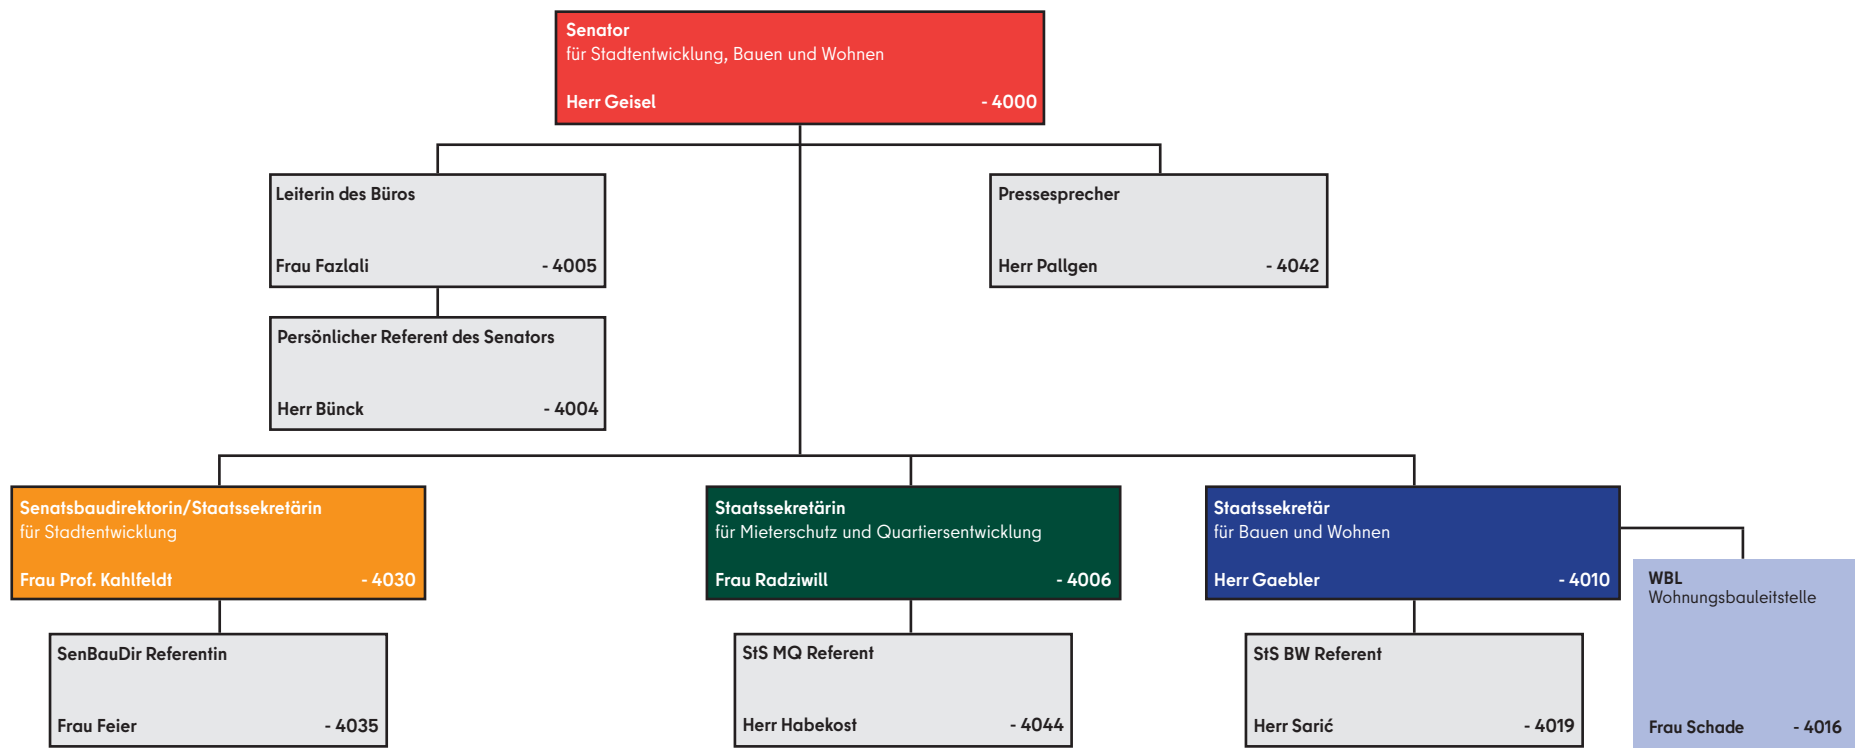 Senator
für Stadtentwicklung, Bauen und Wohnen
Herr Geisel - 4000
Leiterin des Büros
Frau Fazlali - 4005
Pressesprecher
Herr Pallgen - 4042
Persönlicher Referent des Senators
Herr Bünck - 4004
Senatsbaudirektorin/Staatssekretärin
für Stadtentwicklung
Frau Prof. Kahlfeldt - 4030
Staatssekretärin
für Mieterschutz und Quartiersentwicklung
Frau Radziwill - 4006
Staatssekretär
für Bauen und Wohnen
Herr Gaebler - 4010
WBL
Wohnungsbauleitstelle
Frau Schade - 4016
SenBauDir Referentin
Frau Feier - 4035
StS MQ Referent
Herr Habekost - 4044
StS BW Referent
Herr Sarić - 4019